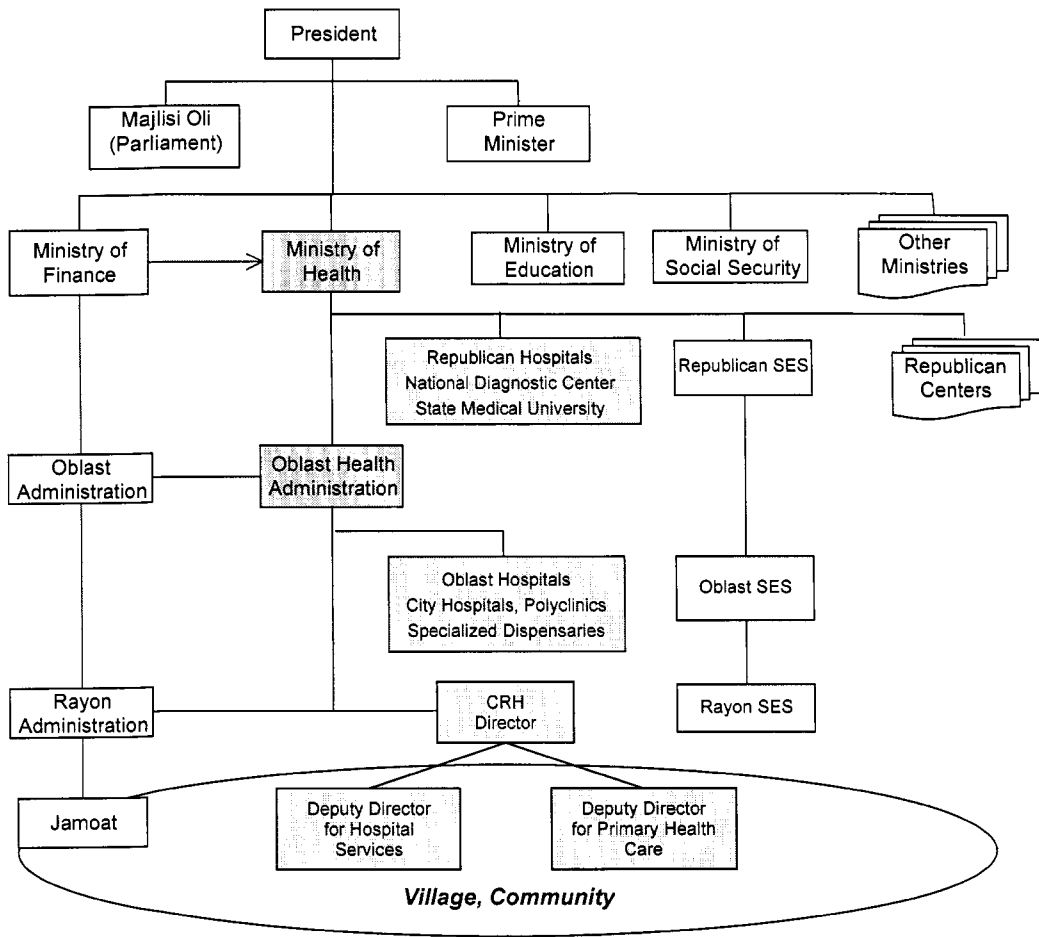 President
Majlisi Oli
(Parliament)
Prime
Minister
Ministry of
Finance
Ministry of
Health
Ministry of
Education
Ministry of
Social Security
Other
Ministries
Republican Hospitals
National Diagnostic Center
State Medical University
Republican SES
Republican
Centers
Oblast
Administration
Oblast Health
Administration
Oblast Hospitals
City Hospitals, Polyclinics
Specialized Dispensaries
Oblast SES
Rayon
Administration
CRH
Director
Rayon SES
Jamoat
Deputy Director
for Hospital
Services
Deputy Director
for Primary Health
Care
Village, Community